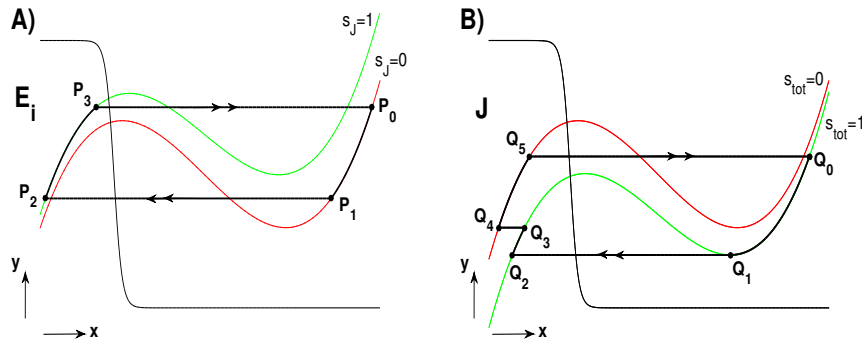 A)
s_J=1
s_J=0
E_i
P_3
P_0
P_2
P_1
y
x
B)
s_tot=0
s_tot=1
J
Q_5
Q_0
Q_4
Q_3
Q_2
Q_1
y
x